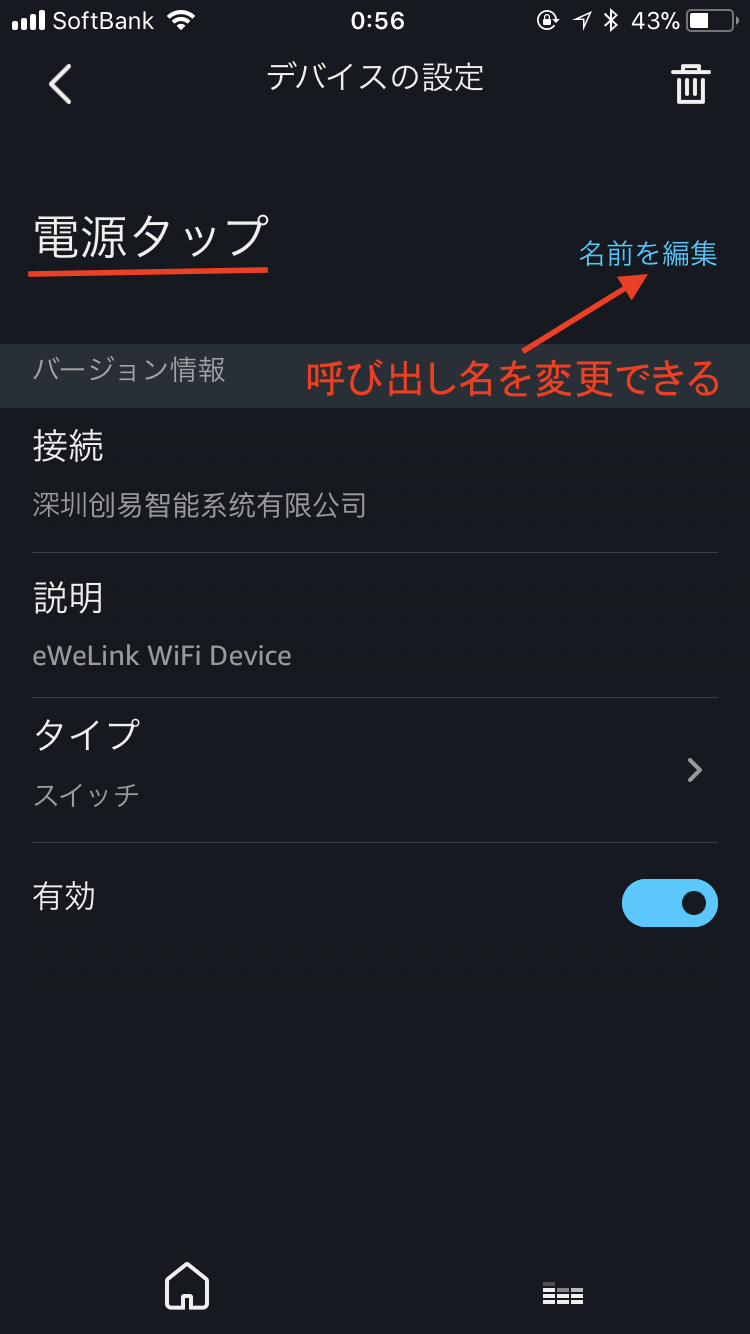 SoftBank 0:56 43%
デバイスの設定
電源タップ
名前を編集
バージョン情報
呼び出し名を変更できる
接続
深圳创易智能系统有限公司
説明
eWeLink WiFi Device
タイプ
スイッチ
有効